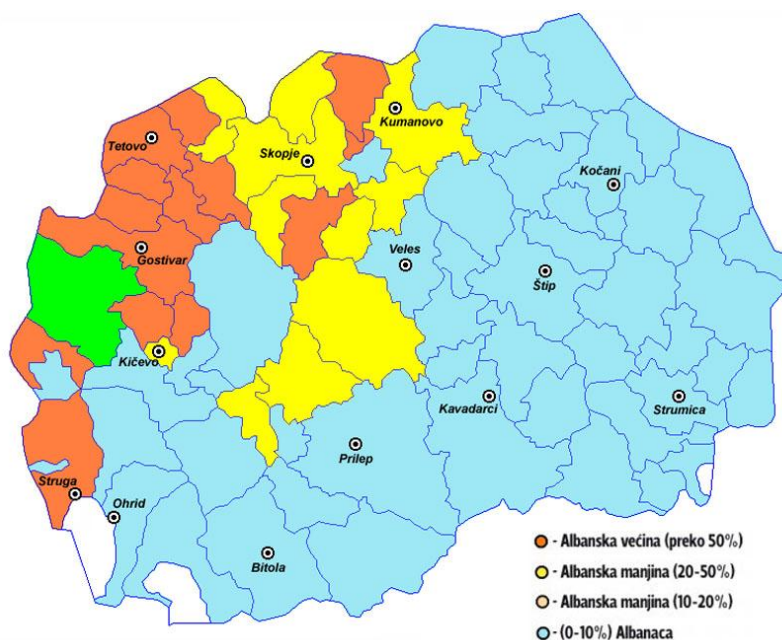 Kumanovo
Tetovo
Skopje
Kočani
Gostivar
Veles
Štip
Kičevo
Kavadarci
Strumica
Prilep
Struga
Ohrid
Bitola
- Albanska većina (preko 50%)
- Albanska manjina (20-50%)
- Albanska manjina (10-20%)
- (0-10%) Albanaca